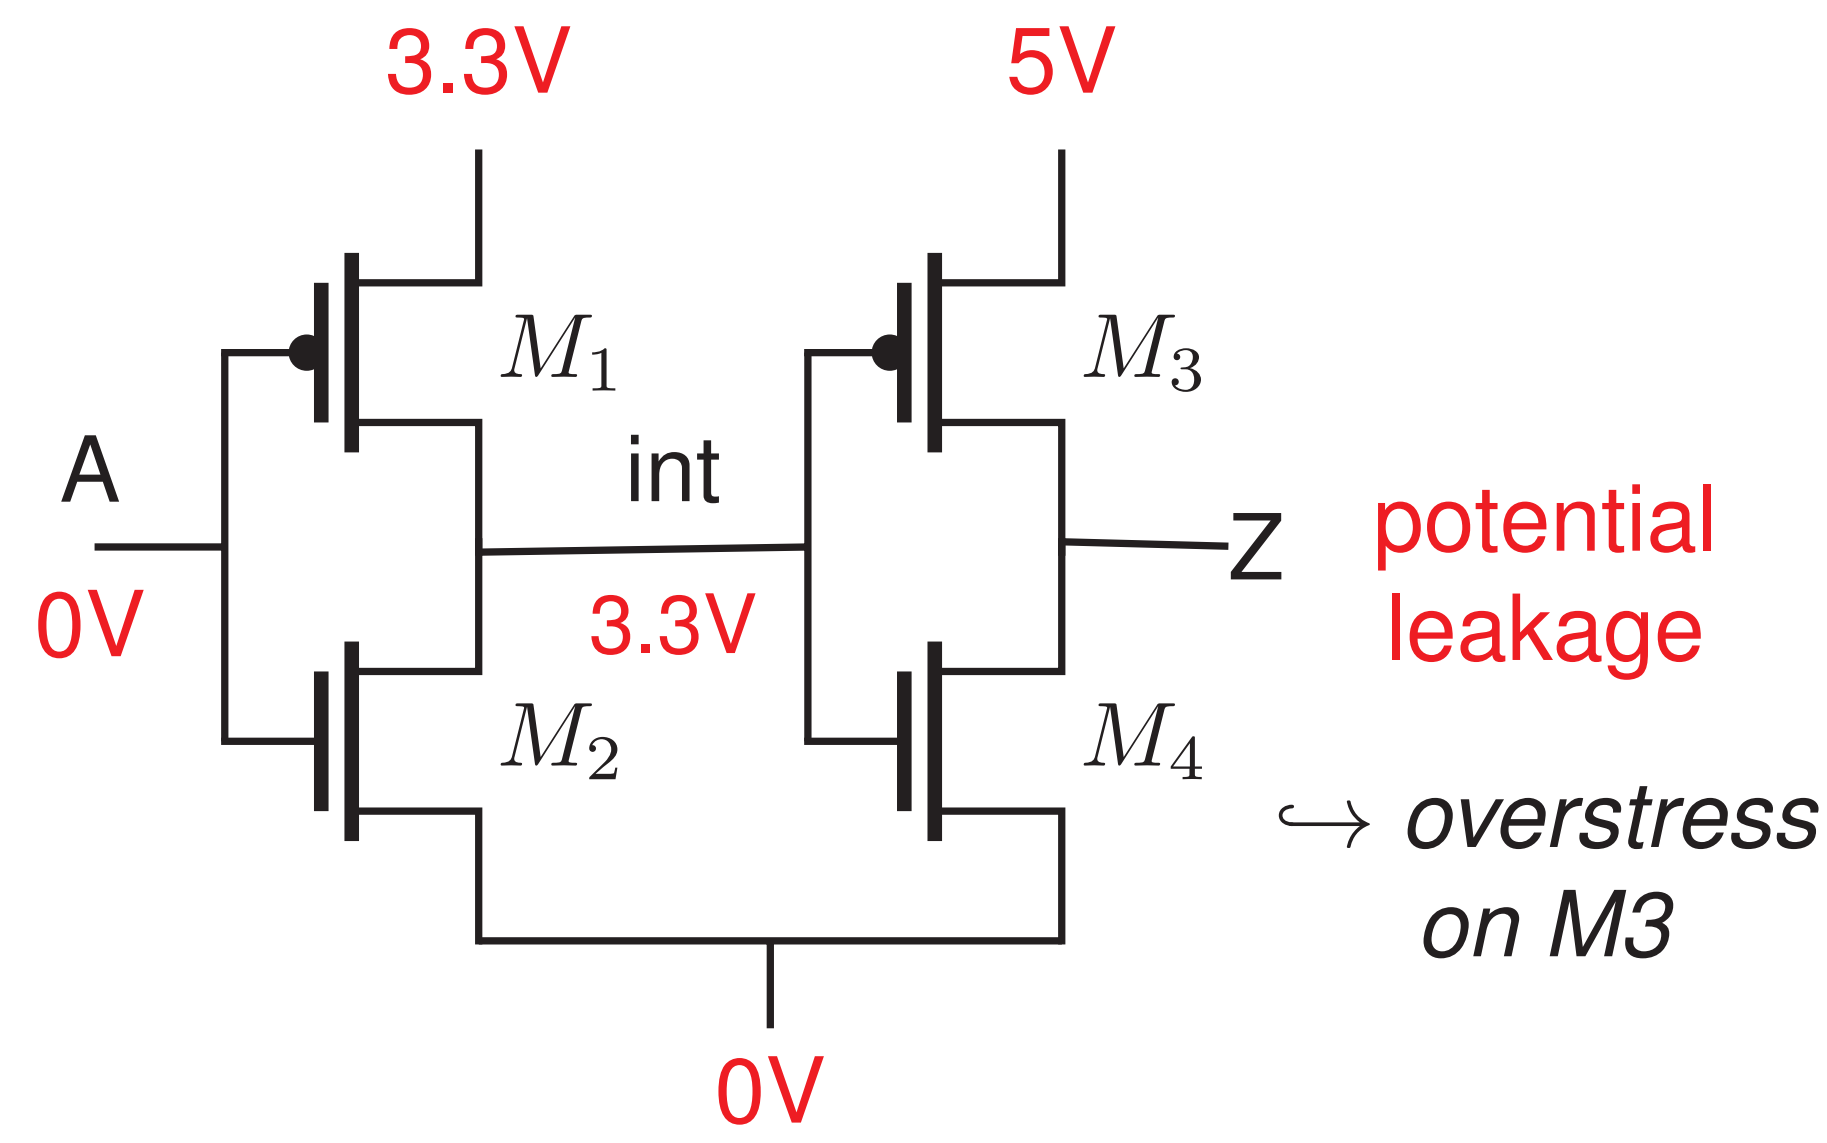 3.3V
5V
M1
M3
A
int
0V
3.3V
Z
potential
leakage
M2
M4
↪ overstress
on M3
0V